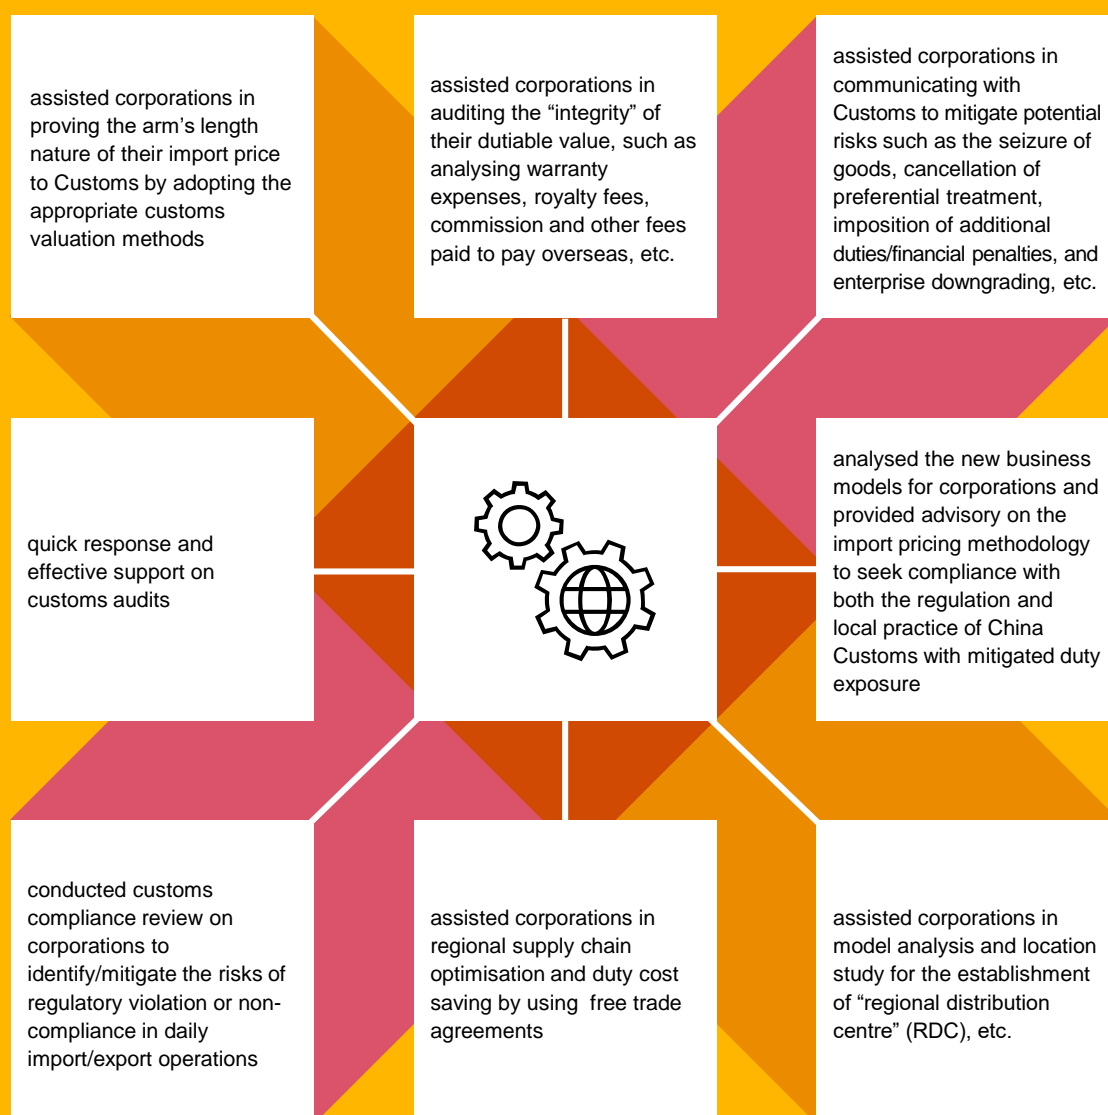 assisted corporations in
proving the arm’s length
nature of their import price
to Customs by adopting the
appropriate customs
valuation methods
assisted corporations in
auditing the “integrity” of
their dutiable value, such as
analysing warranty
expenses, royalty fees,
commission and other fees
paid to pay overseas, etc.
assisted corporations in
communicating with
Customs to mitigate potential
risks such as the seizure of
goods, cancellation of
preferential treatment,
imposition of additional
duties/financial penalties, and
enterprise downgrading, etc.
quick response and
effective support on
customs audits
analysed the new business
models for corporations and
provided advisory on the
import pricing methodology
to seek compliance with
both the regulation and
local practice of China
Customs with mitigated duty
exposure
conducted customs
compliance review on
corporations to
identify/mitigate the risks of
regulatory violation or non-
compliance in daily
import/export operations
assisted corporations in
regional supply chain
optimisation and duty cost
saving by using  free trade
agreements
assisted corporations in
model analysis and location
study for the establishment
of “regional distribution
centre” (RDC), etc.